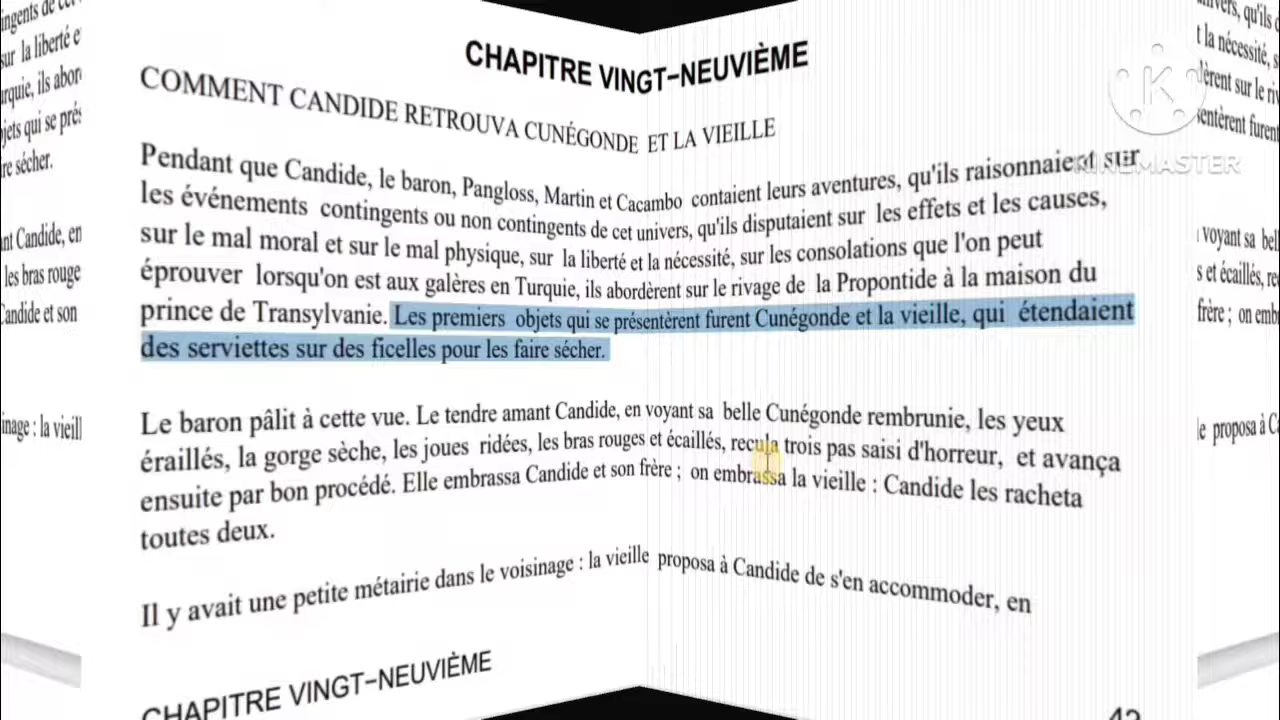 CHAPITRE VINGT-NEUVIÈME
COMMENT CANDIDE RETROUVA CUNÉGONDE ET LA VIEILLE
Pendant que Candide, le baron, Pangloss, Martin et Cacambo contaient leurs aventures, qu'ils raisonnaient sur
les événements contingents ou non contingents de cet univers, qu'ils disputaient sur les effets et les causes,
sur le mal moral et sur le mal physique, sur la liberté et la nécessité, sur les consolations que l'on peut
éprouver lorsqu'on est aux galères en Turquie, ils abordèrent sur le rivage de la Propontide à la maison du
prince de Transylvanie. Les premiers objets qui se présentèrent furent Cunégonde et la vieille, qui étendaient
des serviettes sur des ficelles pour les faire sécher.
Le baron pâlit à cette vue. Le tendre amant Candide, en voyant sa belle Cunégonde rembrunie, les yeux
éraillés, la gorge sèche, les joues ridées, les bras rouges et écaillés, recula trois pas saisi d'horreur, et avança
ensuite par bon procédé. Elle embrassa Candide et son frère ; on embrassa la vieille : Candide les racheta
toutes deux.
Il y avait une petite métairie dans le voisinage : la vieille proposa à Candide de s'en accommoder, en
CHAPITRE VINGT-NEUVIÈME
K
KINEMASTER